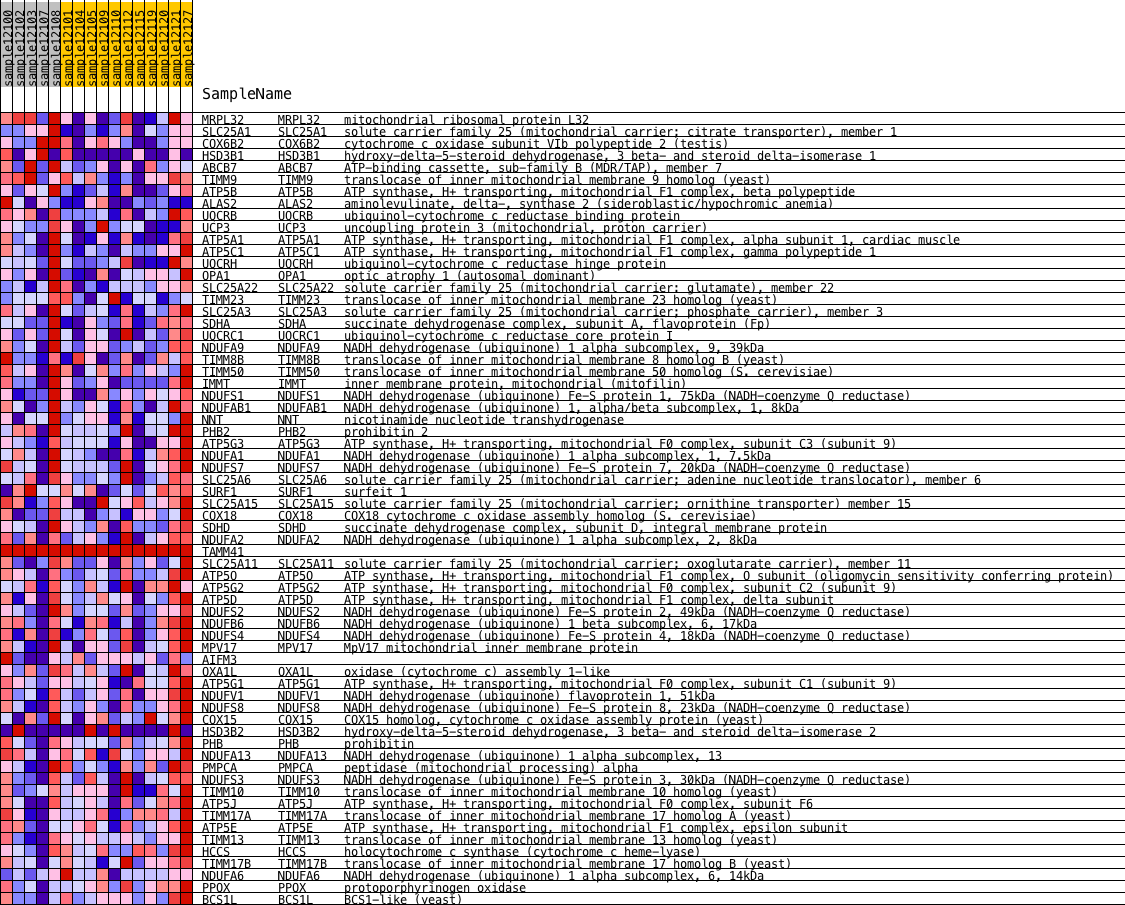 sample12100
sample12102
sample12103
sample12107
sample12108
sample12101
sample12104
sample12105
sample12109
sample12110
sample12112
sample12115
sample12119
sample12120
sample12121
sample12127
SampleName
MRPL32 MRPL32 mitochondrial ribosomal protein L32
SLC25A1 SLC25A1 solute carrier family 25 (mitochondrial carrier; citrate transporter), member 1
COX6B2 COX6B2 cytochrome c oxidase subunit VIb polypeptide 2 (testis)
HSD3B1 HSD3B1 hydroxy-delta-5-steroid dehydrogenase, 3 beta- and steroid delta-isomerase 1
ABCB7 ABCB7 ATP-binding cassette, sub-family B (MDR/TAP), member 7
TIMM9 TIMM9 translocase of inner mitochondrial membrane 9 homolog (yeast)
ATP5B ATP5B ATP synthase, H+ transporting, mitochondrial F1 complex, beta polypeptide
ALAS2 ALAS2 aminolevulinate, delta-, synthase 2 (sideroblastic/hypochromic anemia)
UQCRB UQCRB ubiquinol-cytochrome c reductase binding protein
UCP3 UCP3 uncoupling protein 3 (mitochondrial, proton carrier)
ATP5A1 ATP5A1 ATP synthase, H+ transporting, mitochondrial F1 complex, alpha subunit 1, cardiac muscle
ATP5C1 ATP5C1 ATP synthase, H+ transporting, mitochondrial F1 complex, gamma polypeptide 1
UQCRH UQCRH ubiquinol-cytochrome c reductase hinge protein
OPA1 OPA1 optic atrophy 1 (autosomal dominant)
SLC25A22 SLC25A22 solute carrier family 25 (mitochondrial carrier: glutamate), member 22
TIMM23 TIMM23 translocase of inner mitochondrial membrane 23 homolog (yeast)
SLC25A3 SLC25A3 solute carrier family 25 (mitochondrial carrier; phosphate carrier), member 3
SDHA SDHA succinate dehydrogenase complex, subunit A, flavoprotein (Fp)
UQCRC1 UQCRC1 ubiquinol-cytochrome c reductase core protein I
NDUFA9 NDUFA9 NADH dehydrogenase (ubiquinone) 1 alpha subcomplex, 9, 39kDa
TIMM8B TIMM8B translocase of inner mitochondrial membrane 8 homolog B (yeast)
TIMM50 TIMM50 translocase of inner mitochondrial membrane 50 homolog (S. cerevisiae)
IMMT IMMT inner membrane protein, mitochondrial (mitofilin)
NDUFS1 NDUFS1 NADH dehydrogenase (ubiquinone) Fe-S protein 1, 75kDa (NADH-coenzyme Q reductase)
NDUFAB1 NDUFAB1 NADH dehydrogenase (ubiquinone) 1, alpha/beta subcomplex, 1, 8kDa
NNT NNT nicotinamide nucleotide transhydrogenase
PHB2 PHB2 prohibitin 2
ATP5G3 ATP5G3 ATP synthase, H+ transporting, mitochondrial F0 complex, subunit C3 (subunit 9)
NDUFA1 NDUFA1 NADH dehydrogenase (ubiquinone) 1 alpha subcomplex, 1, 7.5kDa
NDUFS7 NDUFS7 NADH dehydrogenase (ubiquinone) Fe-S protein 7, 20kDa (NADH-coenzyme Q reductase)
SLC25A6 SLC25A6 solute carrier family 25 (mitochondrial carrier; adenine nucleotide translocator), member 6
SURF1 SURF1 surfeit 1
SLC25A15 SLC25A15 solute carrier family 25 (mitochondrial carrier; ornithine transporter) member 15
COX18 COX18 COX18 cytochrome c oxidase assembly homolog (S. cerevisiae)
SDHD SDHD succinate dehydrogenase complex, subunit D, integral membrane protein
NDUFA2 NDUFA2 NADH dehydrogenase (ubiquinone) 1 alpha subcomplex, 2, 8kDa
TAMM41
SLC25A11 SLC25A11 solute carrier family 25 (mitochondrial carrier; oxoglutarate carrier), member 11
ATP5O ATP5O ATP synthase, H+ transporting, mitochondrial F1 complex, O subunit (oligomycin sensitivity conferring protein)
ATP5G2 ATP5G2 ATP synthase, H+ transporting, mitochondrial F0 complex, subunit C2 (subunit 9)
ATP5D ATP5D ATP synthase, H+ transporting, mitochondrial F1 complex, delta subunit
NDUFS2 NDUFS2 NADH dehydrogenase (ubiquinone) Fe-S protein 2, 49kDa (NADH-coenzyme Q reductase)
NDUFB6 NDUFB6 NADH dehydrogenase (ubiquinone) 1 beta subcomplex, 6, 17kDa
NDUFS4 NDUFS4 NADH dehydrogenase (ubiquinone) Fe-S protein 4, 18kDa (NADH-coenzyme Q reductase)
MPV17 MPV17 MpV17 mitochondrial inner membrane protein
AIFM3
OXA1L OXA1L oxidase (cytochrome c) assembly 1-like
ATP5G1 ATP5G1 ATP synthase, H+ transporting, mitochondrial F0 complex, subunit C1 (subunit 9)
NDUFV1 NDUFV1 NADH dehydrogenase (ubiquinone) flavoprotein 1, 51kDa
NDUFS8 NDUFS8 NADH dehydrogenase (ubiquinone) Fe-S protein 8, 23kDa (NADH-coenzyme Q reductase)
COX15 COX15 COX15 homolog, cytochrome c oxidase assembly protein (yeast)
HSD3B2 HSD3B2 hydroxy-delta-5-steroid dehydrogenase, 3 beta- and steroid delta-isomerase 2
PHB PHB prohibitin
NDUFA13 NDUFA13 NADH dehydrogenase (ubiquinone) 1 alpha subcomplex, 13
PMPCA PMPCA peptidase (mitochondrial processing) alpha
NDUFS3 NDUFS3 NADH dehydrogenase (ubiquinone) Fe-S protein 3, 30kDa (NADH-coenzyme Q reductase)
TIMM10 TIMM10 translocase of inner mitochondrial membrane 10 homolog (yeast)
ATP5J ATP5J ATP synthase, H+ transporting, mitochondrial F0 complex, subunit F6
TIMM17A TIMM17A translocase of inner mitochondrial membrane 17 homolog A (yeast)
ATP5E ATP5E ATP synthase, H+ transporting, mitochondrial F1 complex, epsilon subunit
TIMM13 TIMM13 translocase of inner mitochondrial membrane 13 homolog (yeast)
HCCS HCCS holocytochrome c synthase (cytochrome c heme-lyase)
TIMM17B TIMM17B translocase of inner mitochondrial membrane 17 homolog B (yeast)
NDUFA6 NDUFA6 NADH dehydrogenase (ubiquinone) 1 alpha subcomplex, 6, 14kDa
PPOX PPOX protoporphyrinogen oxidase
BCS1L BCS1L BCS1-like (yeast)